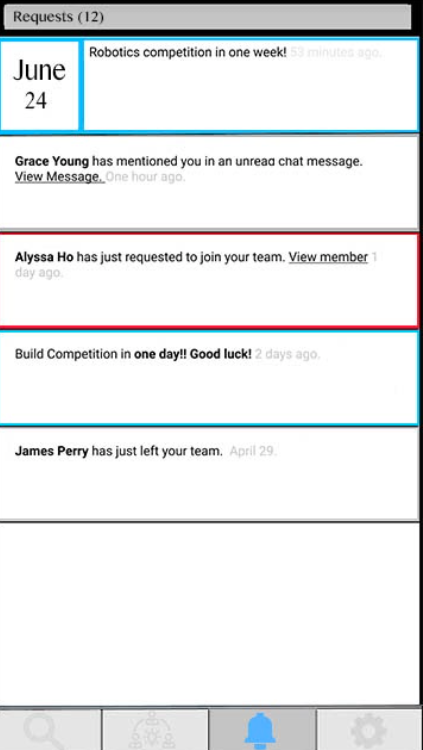 Requests (12)
June
24
Robotics competition in one week! 53 minutes ago.
Grace Young has mentioned you in an unread chat message.
View Message. One hour ago.
Alyssa Ho has just requested to join your team. View member 1
day ago.
Build Competition in one day!! Good luck! 2 days ago.
James Perry has just left your team. April 29.